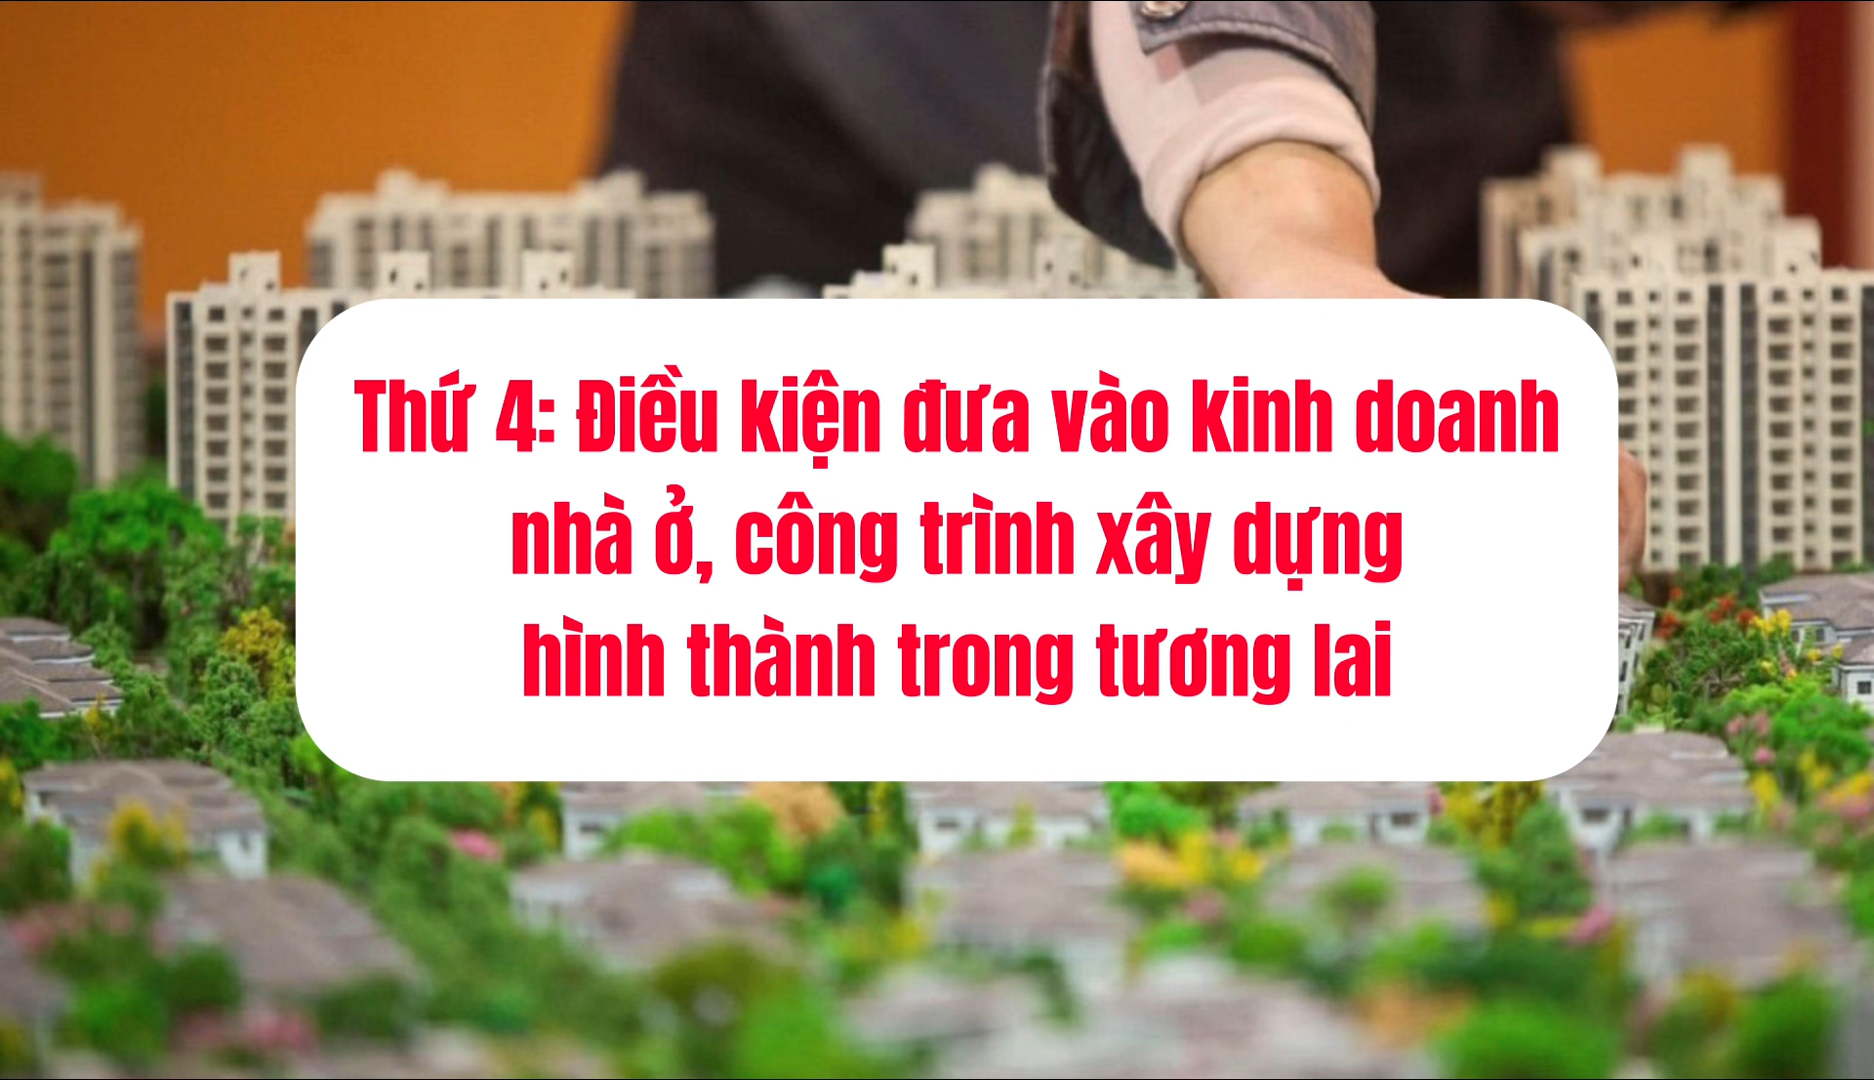 Thứ 4: Điều kiện đưa vào kinh doanh
nhà ở, công trình xây dựng
hình thành trong tương lai